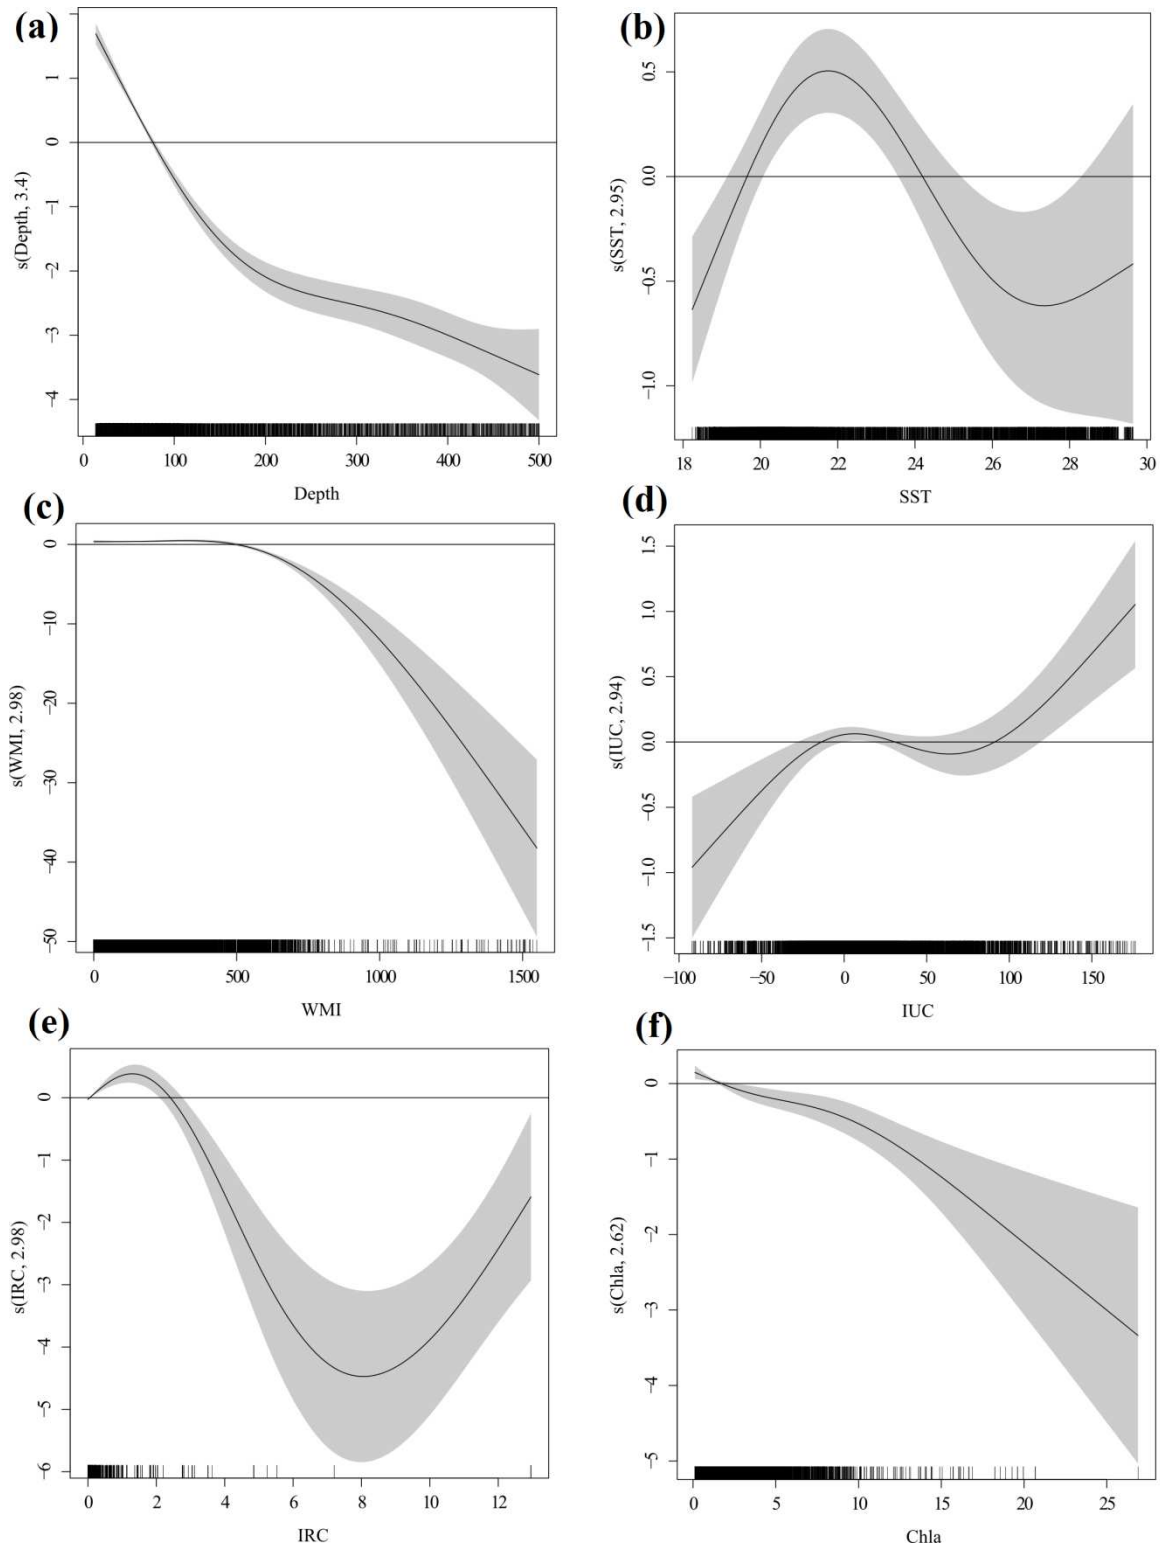 (a)
1
0
−1
−2
−3
−4
s(Depth, 3.4)
0 100 200 300 400 500
Depth
(b)
0.5
0.0
−0.5
−1.0
s(SST, 2.95)
18 20 22 24 26 28 30
SST
(c)
0
−10
−20
−30
−40
−50
s(WMI, 2.98)
0 500 1000 1500
WMI
(d)
1.5
1.0
0.5
0.0
−0.5
−1.0
−1.5
s(IUC, 2.94)
−100 −50 0 50 100 150
IUC
(e)
0
−1
−2
−3
−4
−5
−6
s(IRC, 2.98)
0 2 4 6 8 10 12
IRC
(f)
0
−1
−2
−3
−4
−5
s(Chla, 2.62)
0 5 10 15 20 25
Chla